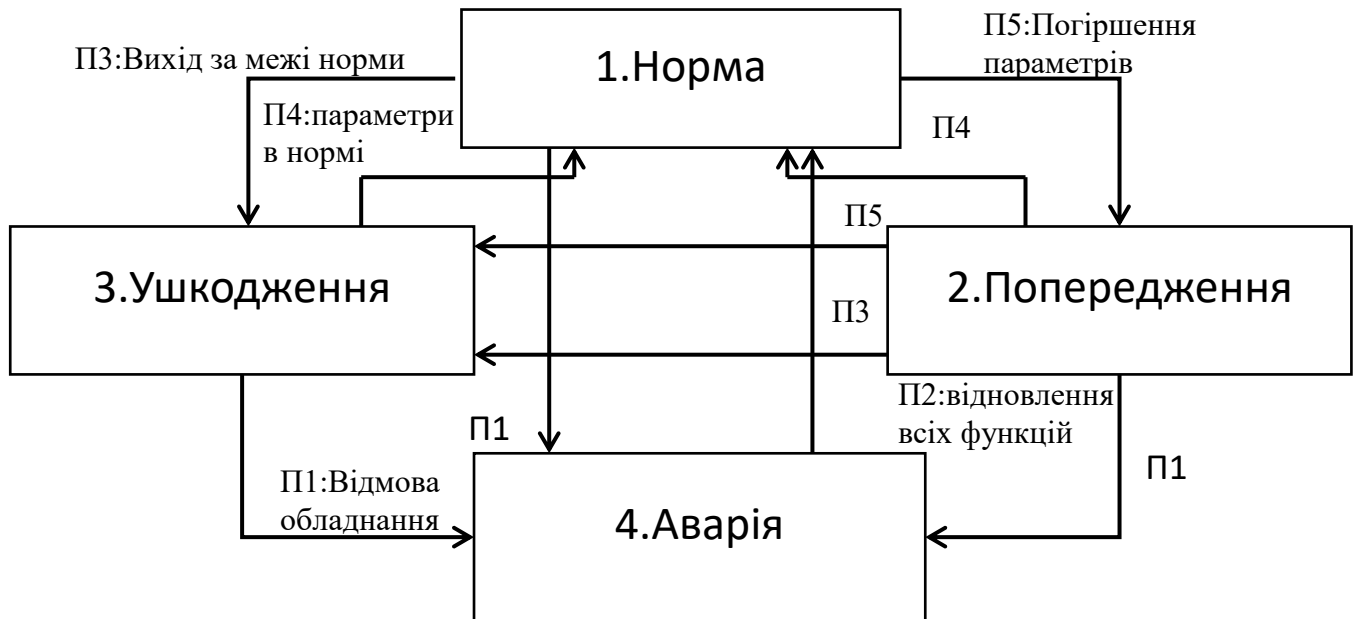 П5:Погіршення
параметрів
П3:Вихід за межі норми
1.Норма
П4:параметри
в нормі
П4
П5
3.Ушкодження
2.Попередження
П3
П2:відновлення
всіх функцій
П1
П1
П1:Відмова
обладнання
4.Аварія